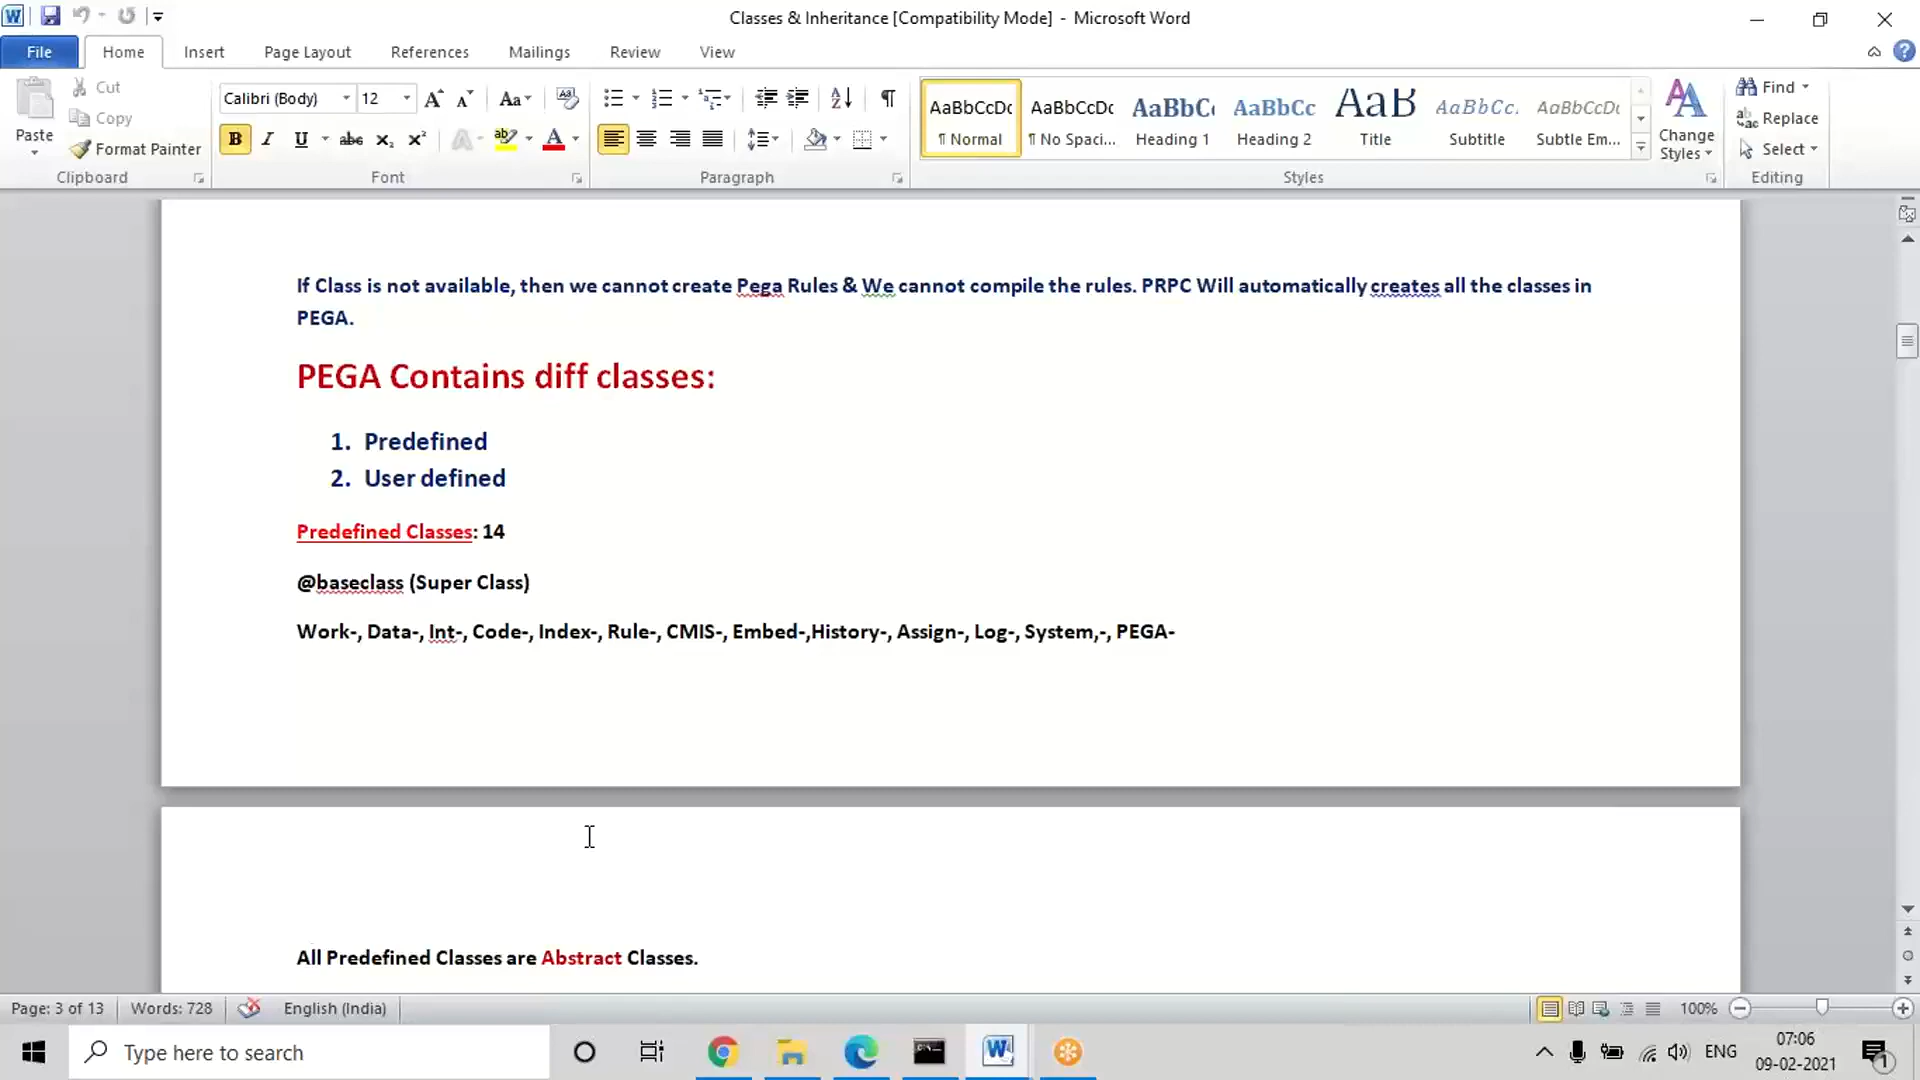 Classes & Inheritance [Compatibility Mode] - Microsoft Word
File Home Insert Page Layout References Mailings Review View
Paste
Cut
Copy
Format Painter
Clipboard
Calibri (Body) 12
Font
Paragraph
AaBbCcDc AaBbCcDc AaBbC AaBbCc AaB AaBbCc. AaBbCcDc
¶ Normal ¶ No Spaci... Heading 1 Heading 2 Title Subtitle Subtle Em...
Styles
Change
Styles
Find
Replace
Select
Editing
If Class is not available, then we cannot create Pega Rules & We cannot compile the rules. PRPC Will automatically creates all the classes in
PEGA.
PEGA Contains diff classes:
1. Predefined
2. User defined
Predefined Classes: 14
@baseclass (Super Class)
Work-, Data-, Int-, Code-, Index-, Rule-, CMIS-, Embed-,History-, Assign-, Log-, System,-, PEGA-
All Predefined Classes are Abstract Classes.
Page: 3 of 13 Words: 728 English (India) 100%
Type here to search
ENG
07:06
09-02-2021
1